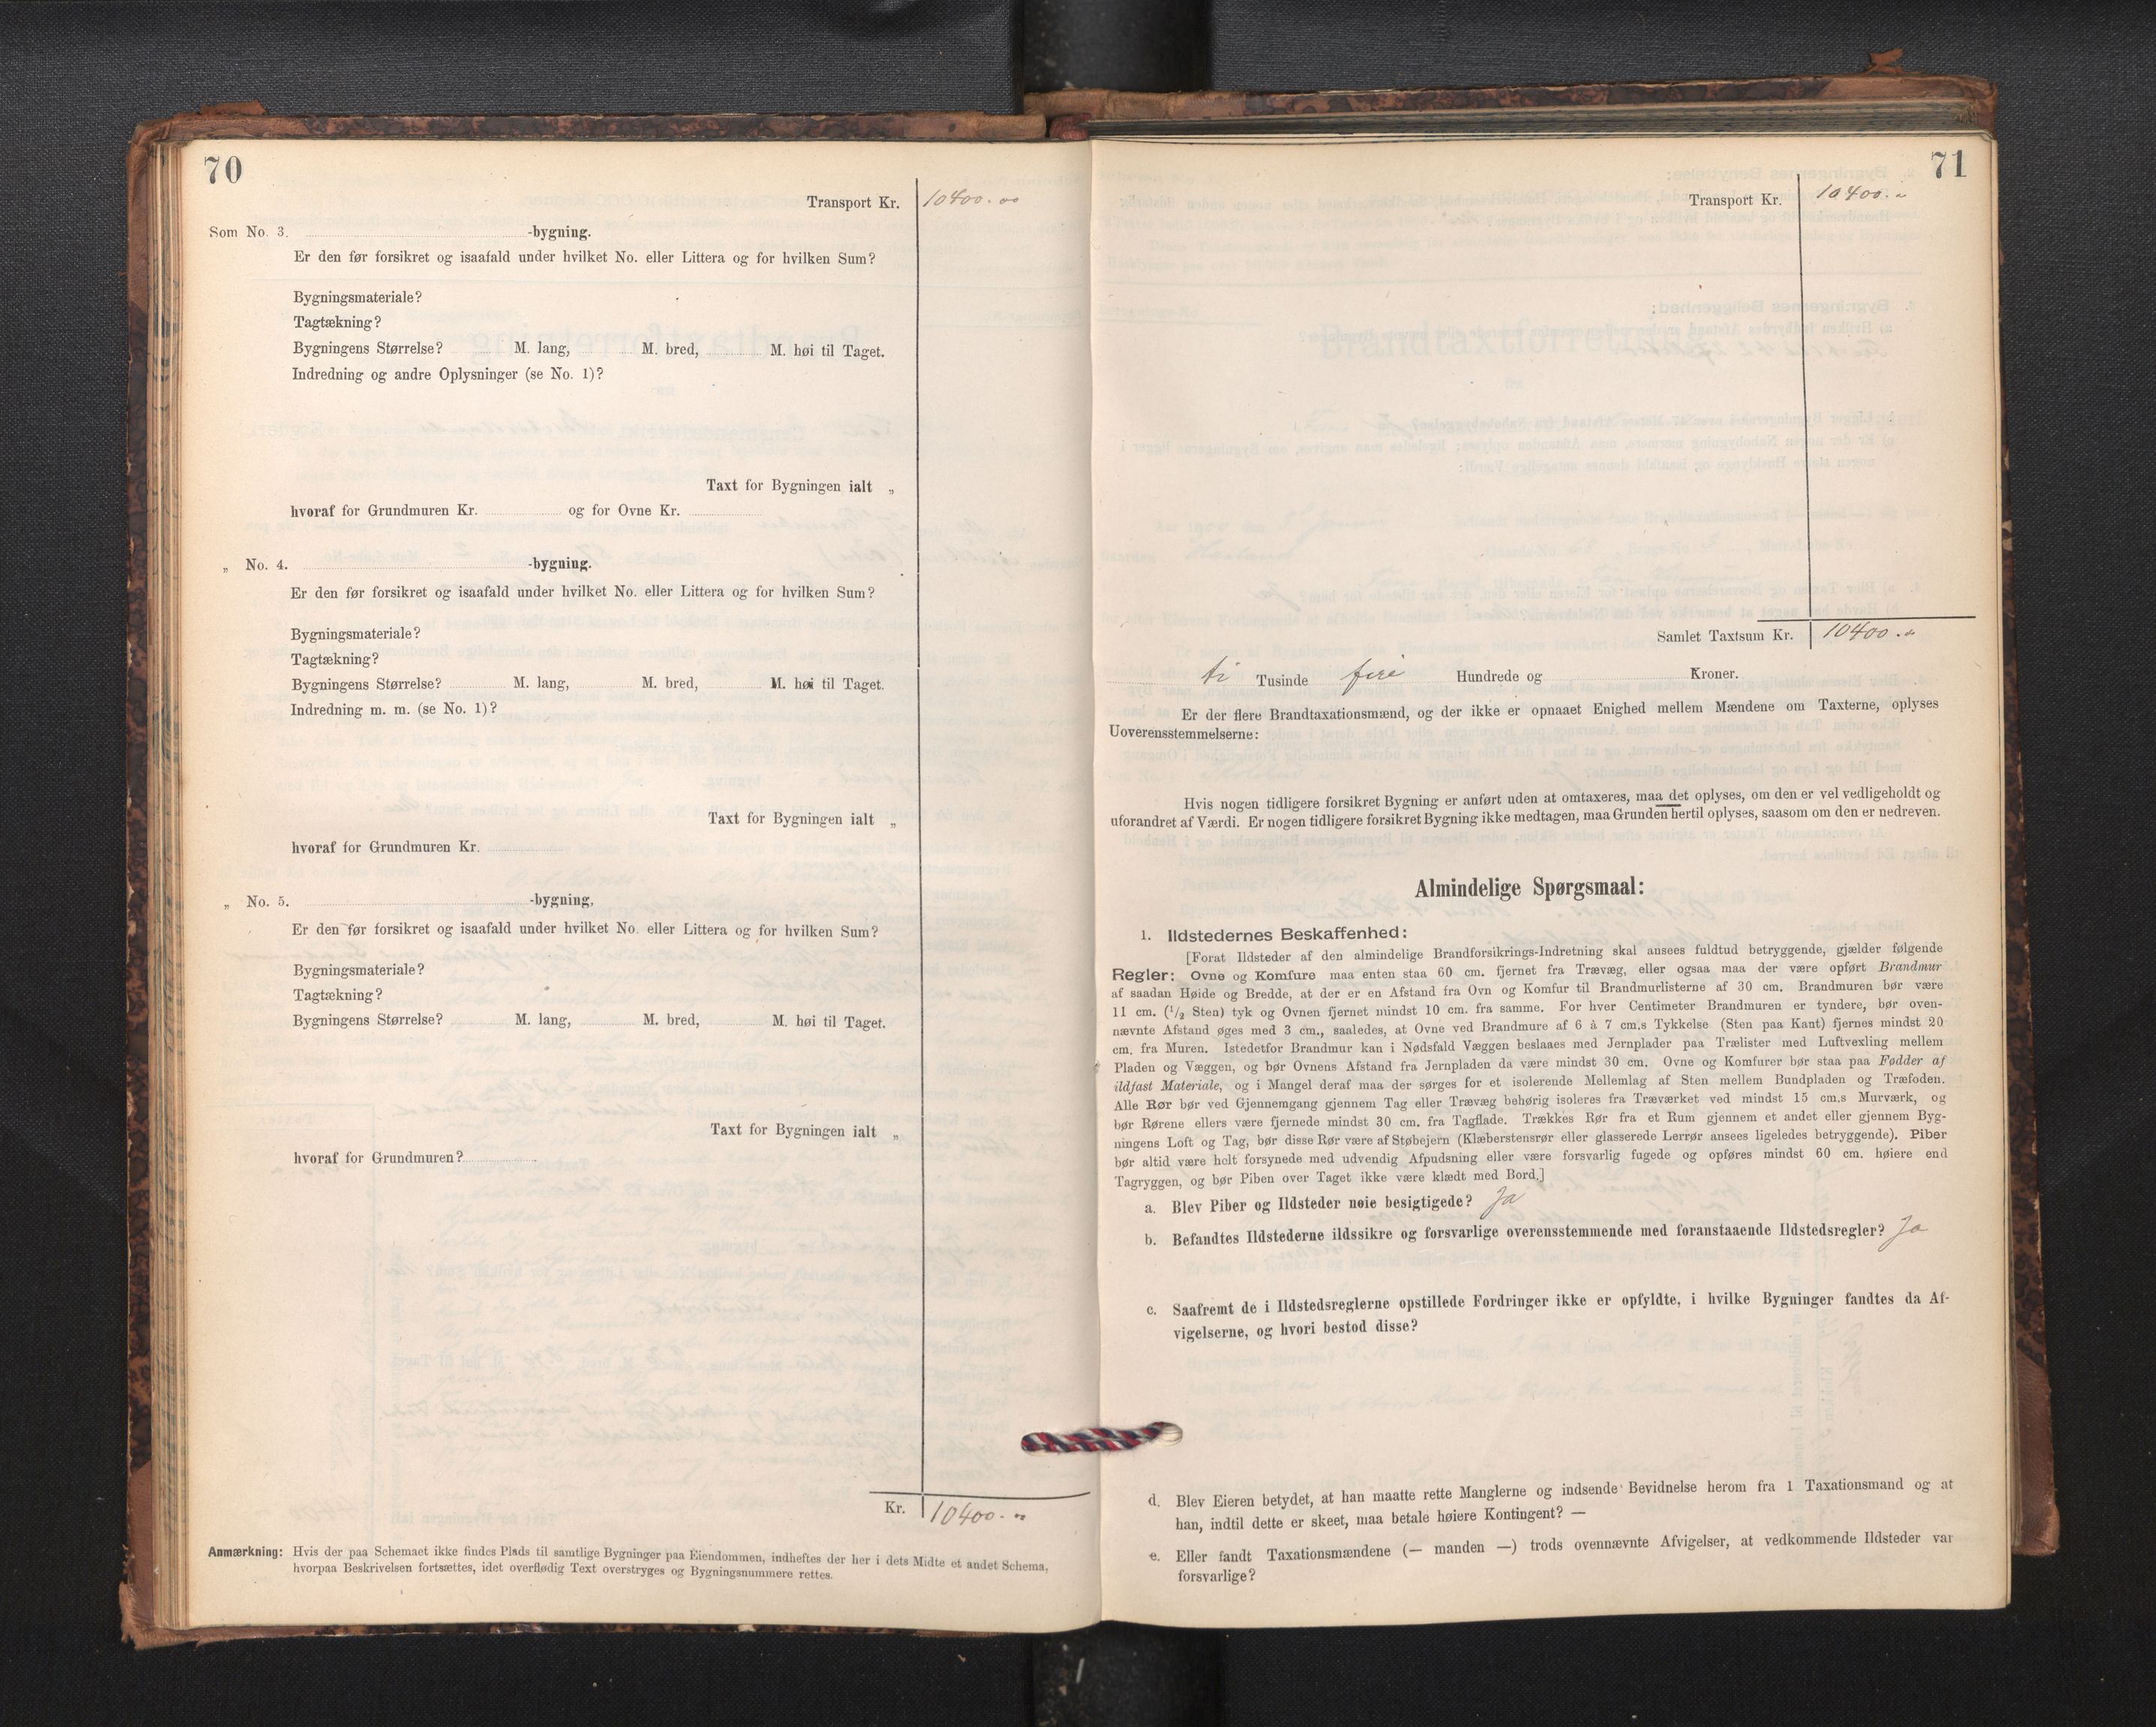 70
Transport Kr. 10400.00
Som No. 3. -bygning.
Er den før forsikret og isaafald under hvilket No. eller Littera og for hvilken Sum?
Bygningsmateriale?
Tagtækning?
Bygningens Størrelse? M. lang, M. bred, M. høi til Taget.
Indredning og andre Oplysninger (se No. 1)?
Taxt for Bygningen ialt „
hvoraf for Grundmuren Kr. og for Ovne Kr.
„ No. 4. -bygning.
Er den før forsikret og isaafald under hvilket No. eller Littera og for hvilken Sum?
Bygningsmateriale?
Tagtækning?
Bygningens Størrelse? M. lang, M. bred, M. høi til Taget.
Indredning m. m. (se No. 1)?
Taxt for Bygningen ialt „
hvoraf for Grundmuren Kr.
„ No. 5. -bygning,
Er den før forsikret og isaafald under hvilket No. eller Littera og for hvilken Sum?
Bygningsmateriale?
Tagtækning?
Bygningens Størrelse? M. lang, M. bred, M. høi til Taget.
Taxt for Bygningen ialt „
hvoraf for Grundmuren?
Kr. 10400.
Anmærkning: Hvis der paa Schemaet ikke findes Plads til samtlige Bygninger paa Eiendommen, indheftes der her i dets Midte et andet Schema,
hvorpaa Beskrivelsen fortsættes, idet overflødig Text overstryges og Bygningsnummere rettes.
71
Transport Kr. 10400.
Samlet Taxtsum Kr. 10400.
ti Tusinde fire Hundrede og Kroner.
Er der flere Brandtaxationsmænd, og der ikke er opnaaet Enighed mellem Mændene om Taxterne, oplyses
Uoverensstemmelserne:
Hvis nogen tidligere forsikret Bygning er anført uden at omtaxeres, maa det oplyses, om den er vel vedligeholdt og
uforandret af Værdi. Er nogen tidligere forsikret Bygning ikke medtagen, maa Grunden hertil oplyses, saasom om den er nedreven.
Almindelige Spørgsmaal:
1. Ildstedernes Beskaffenhed:
[Forat Ildsteder af den almindelige Brandforsikrings-Indretning skal ansees fuldtud betryggende, gjælder følgende
Regler: Ovne og Komfure maa enten staa 60 cm. fjernet fra Trævæg, eller ogsaa maa der være opført Brandmur
af saadan Høide og Bredde, at der er en Afstand fra Ovn og Komfur til Brandmurlisterne af 30 cm. Brandmuren bør være
11 cm. (1/2 Sten) tyk og Ovnen fjernet mindst 10 cm. fra samme. For hver Centimeter Brandmuren er tyndere, bør oven-
nævnte Afstand øges med 3 cm., saaledes, at Ovne ved Brandmure af 6 à 7 cm.s Tykkelse (Sten paa Kant) fjernes mindst 20
cm. fra Muren. Istedetfor Brandmur kan i Nødsfald Væggen beslaaes med Jernplader paa Trælister med Luftvexling mellem
Pladen og Væggen, og bør Ovnens Afstand fra Jernpladen da være mindst 30 cm. Ovne og Komfurer bør staa paa Fødder af
ildfast Materiale, og i Mangel deraf maa der sørges for et isolerende Mellemlag af Sten mellem Bundpladen og Træfoden.
Alle Rør bør ved Gjennemgang gjennem Tag eller Trævæg behørig isoleres fra Træverket ved mindst 15 cm.s Murværk, og
bør Rørene ellers være fjernede mindst 30 cm. fra Tagflade. Trækkes Rør fra et Rum gjennem et andet eller gjennem Byg-
ningens Loft og Tag, bør disse Rør være af Støbejern (Klæberstensrør eller glasserede Lerrør ansees ligeledes betryggende). Piber
bør altid være helt forsynede med udvendig Afpudsning eller være forsvarlig fugede og opføres mindst 60 cm. høiere end
Tagryggen, og bør Piben over Taget ikke være klædt med Bord.]
a. Blev Piber og Ildsteder nøie besigtigede? Ja
b. Befandtes Ildstederne ildssikre og forsvarlige overensstemmende med foranstaaende Ildstedsregler? Ja
c. Saafremt de i Ildstedsreglerne opstillede Fordringer ikke er opfyldte, i hvilke Bygninger fandtes da Af-
vigelserne, og hvori bestod disse?
d. Blev Eieren betydet, at han maatte rette Manglerne og indsende Bevidnelse herom fra 1 Taxationsmand og at
han, indtil dette er skeet, maa betale høiere Kontingent? —
e. Eller fandt Taxationsmændene (— manden —) trods ovennævnte Afvigelser, at vedkommende Ildsteder var
forsvarlige?